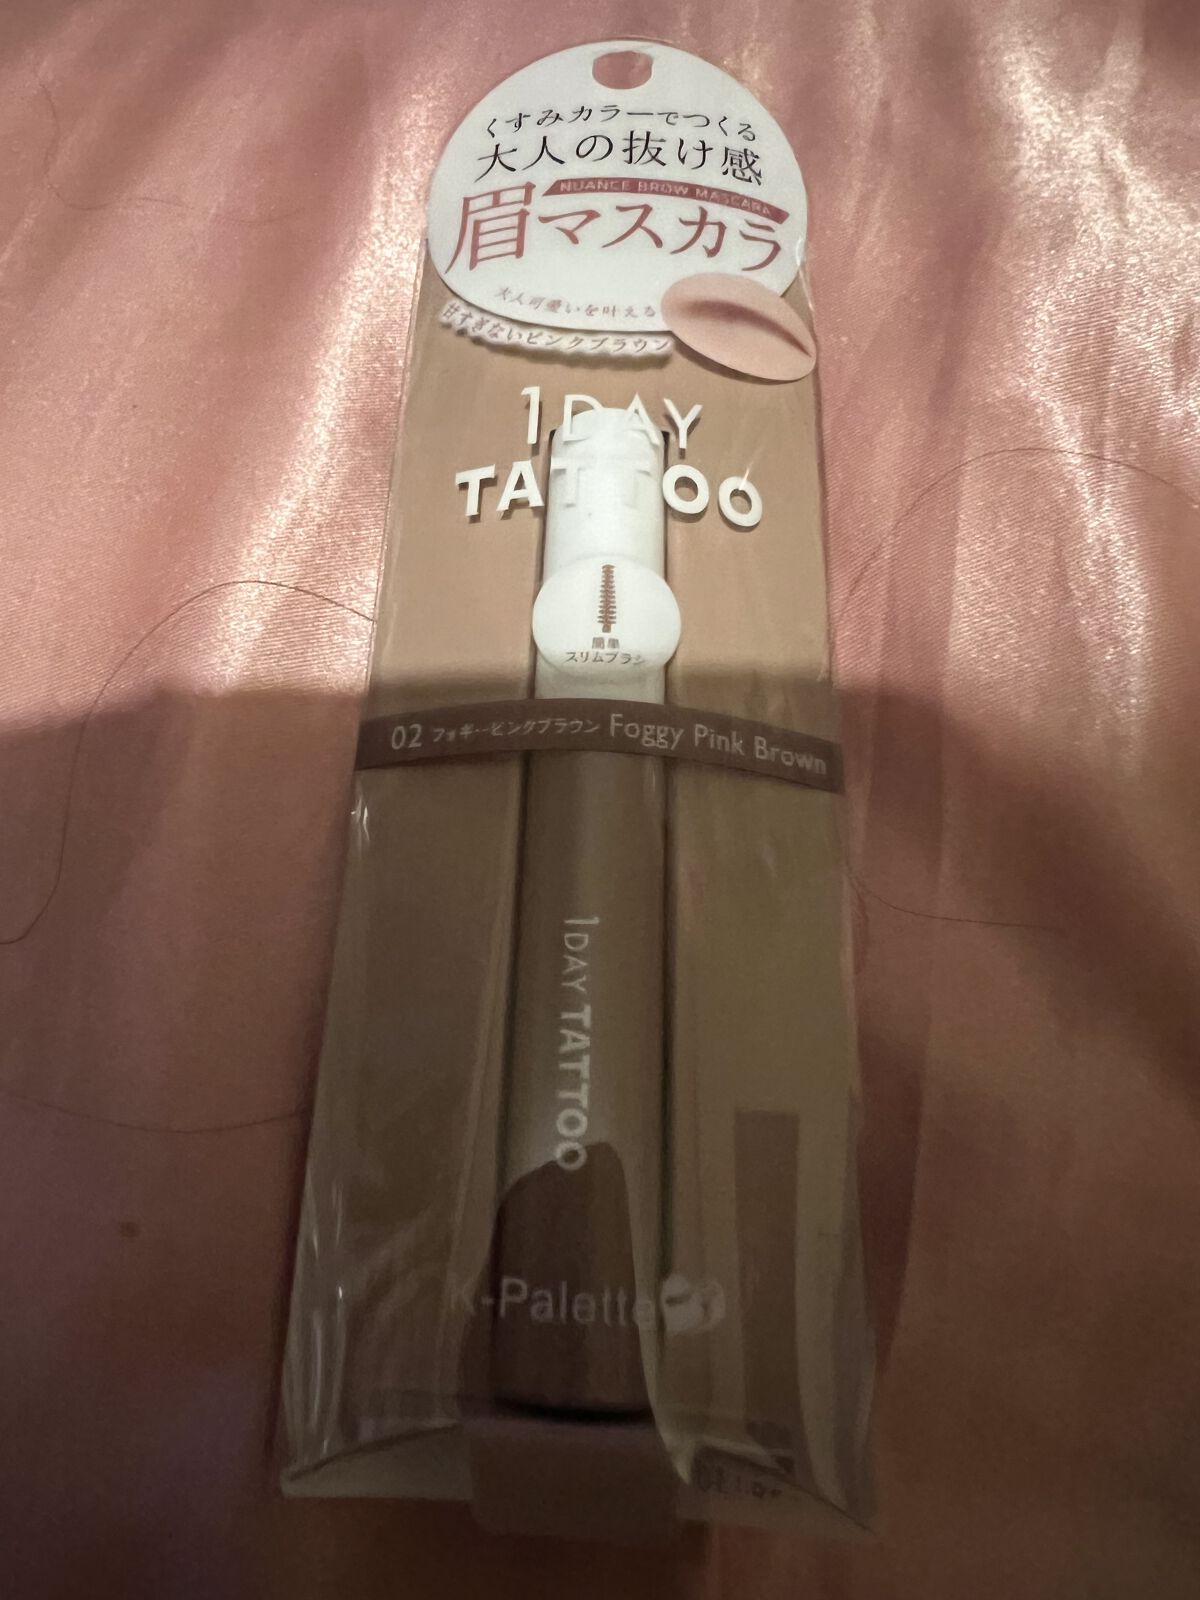 くすみカラーでつくる
大人の抜け感
NUANCE BROW MASCARA
眉マスカラ
大人可愛いを叶える
甘すぎないピンクブラウン
1DAY
TATTOO
簡単
スリムブラシ
02 フォギーピンクブラウン Foggy Pink Brown
1DAY TATTOO
K-Palette